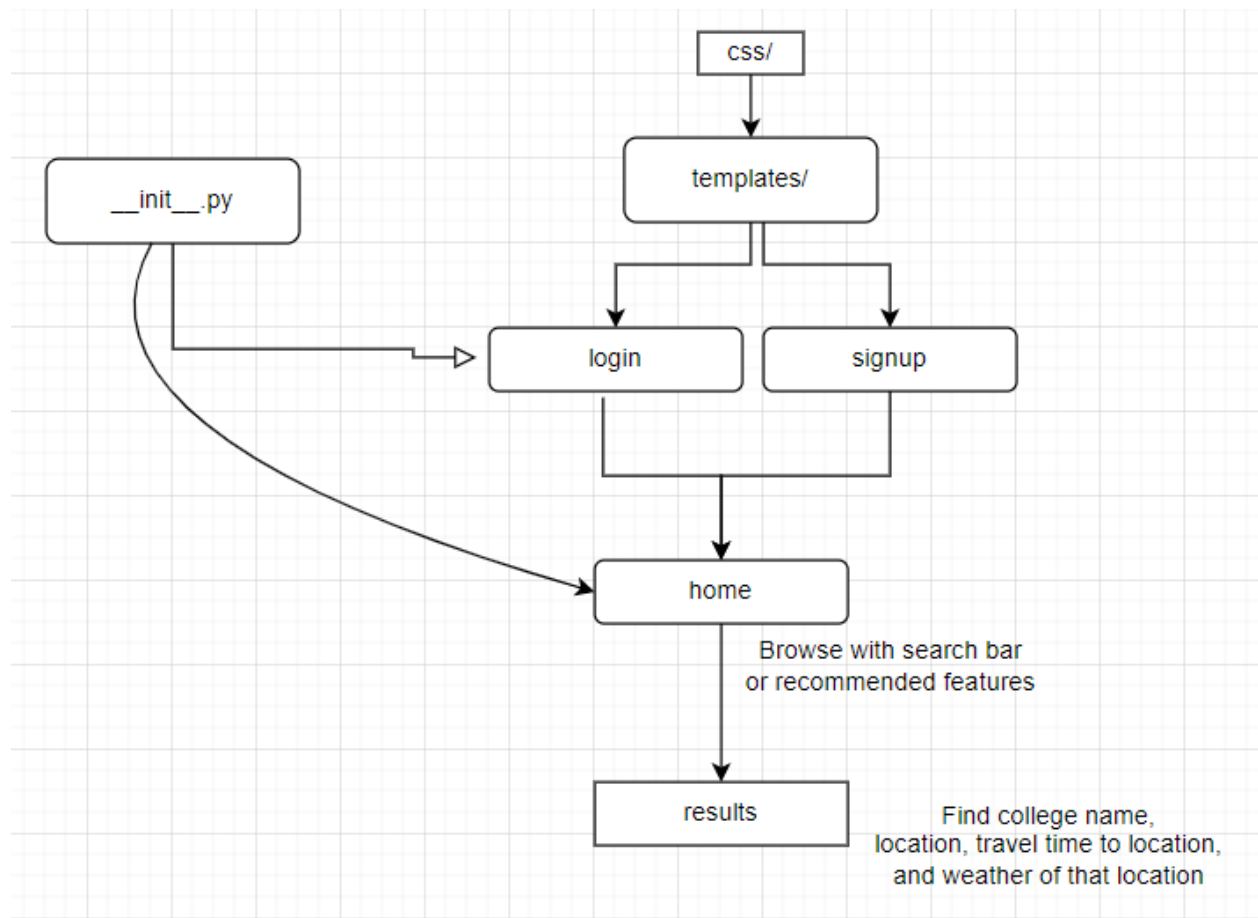 css/
templates/
__init__.py
login
signup
home
Browse with search bar
or recommended features
results
Find college name,
location, travel time to location,
and weather of that location